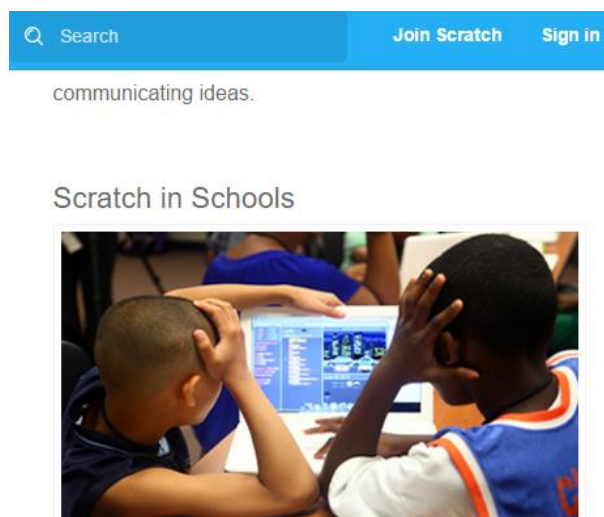 Search Join Scratch Sign in
communicating ideas.
Scratch in Schools